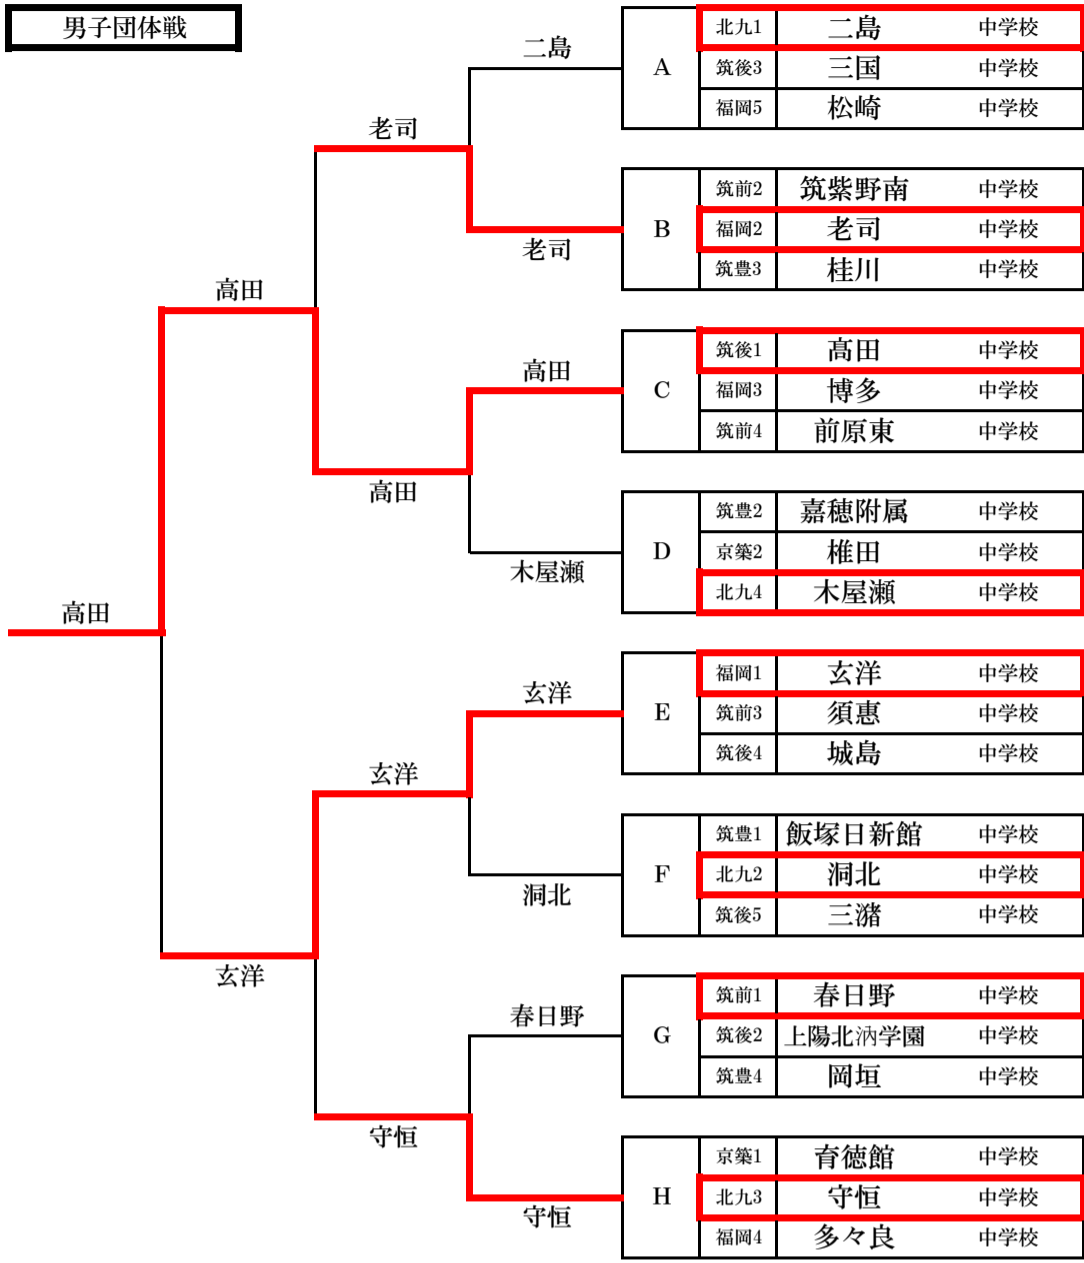 男子団体戦
二島
老司
老司
高田
高田
高田
木屋瀬
高田
玄洋
玄洋
洞北
玄洋
春日野
守恒
守恒
A
北九1 二島 中学校
筑後3 三国 中学校
福岡5 松崎 中学校
B
筑前2 筑紫野南 中学校
福岡2 老司 中学校
筑豊3 桂川 中学校
C
筑後1 高田 中学校
福岡3 博多 中学校
筑前4 前原東 中学校
D
筑豊2 嘉穂附属 中学校
京築2 椎田 中学校
北九4 木屋瀬 中学校
E
福岡1 玄洋 中学校
筑前3 須惠 中学校
筑後4 城島 中学校
F
筑豊1 飯塚日新館 中学校
北九2 洞北 中学校
筑後5 三潴 中学校
G
筑前1 春日野 中学校
筑後2 上陽北汭学園 中学校
筑豊4 岡垣 中学校
H
京築1 育徳館 中学校
北九3 守恒 中学校
福岡4 多々良 中学校